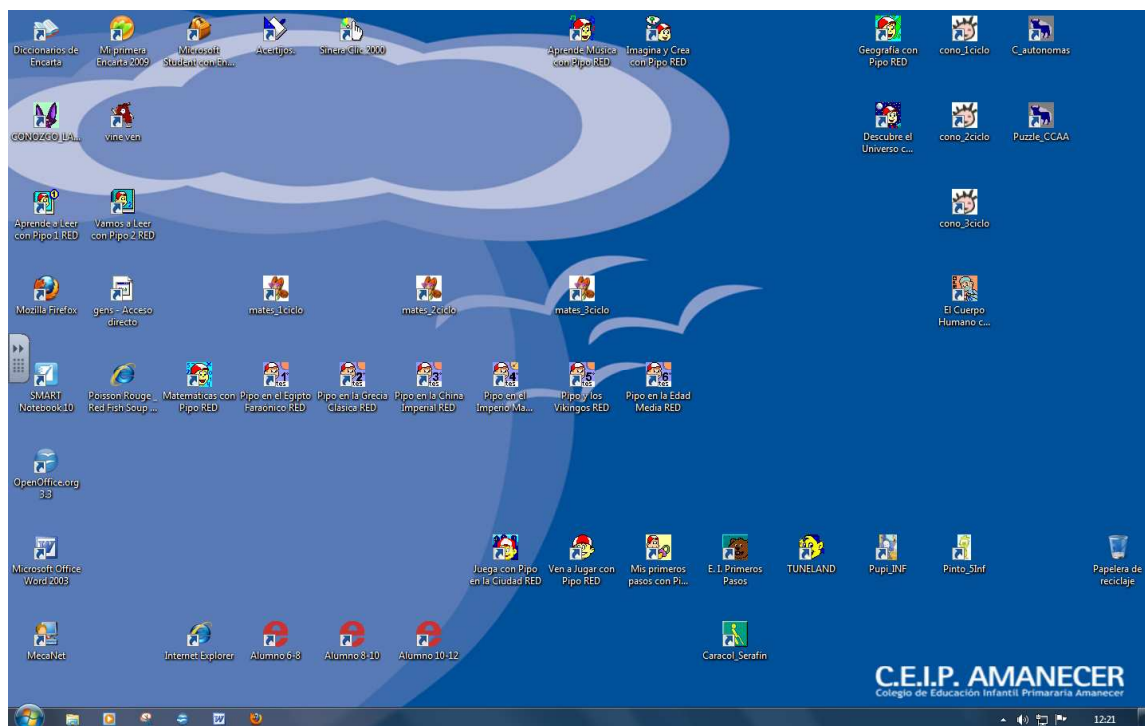 Diccionarios de
Encarta
Mi primera
Encarta 2009
Microsoft
Student con En...
Acertijos.
Sinera Clic 2000
Aprende Música
con Pipo RED
Imagina y Crea
con Pipo RED
Geografía con
Pipo RED
cono_1ciclo
C_autonomas
CONOZCO_LA...
vine ven
Descubre el
Universo c...
cono_2ciclo
Puzzle_CCAA
Aprende a Leer
con Pipo 1 RED
Vamos a Leer
con Pipo 2 RED
cono_3ciclo
Mozilla Firefox
gens - Acceso
directo
mates_1ciclo
mates_2ciclo
mates_3ciclo
El Cuerpo
Humano c...
SMART
Notebook 10
Poisson Rouge _
Red Fish Soup ...
Matematicas con
Pipo RED
Pipo en el Egipto
Faraonico RED
Pipo en la Grecia
Clásica RED
Pipo en la China
Imperial RED
Pipo en el
Imperio Ma...
Pipo y los
Vikingos RED
Pipo en la Edad
Media RED
OpenOffice.org
3.3
Microsoft Office
Word 2003
Juega con Pipo
en la Ciudad RED
Ven a Jugar con
Pipo RED
Mis primeros
pasos con Pi...
E. I. Primeros
Pasos
TUNELAND
Pupi_INF
Pinto_5Inf
Papelera de
reciclaje
MecaNet
Internet Explorer
Alumno 6-8
Alumno 8-10
Alumno 10-12
Caracol_Serafin
C.E.I.P. AMANECER
Colegio de Educación Infantil Primararia Amanecer
12:21